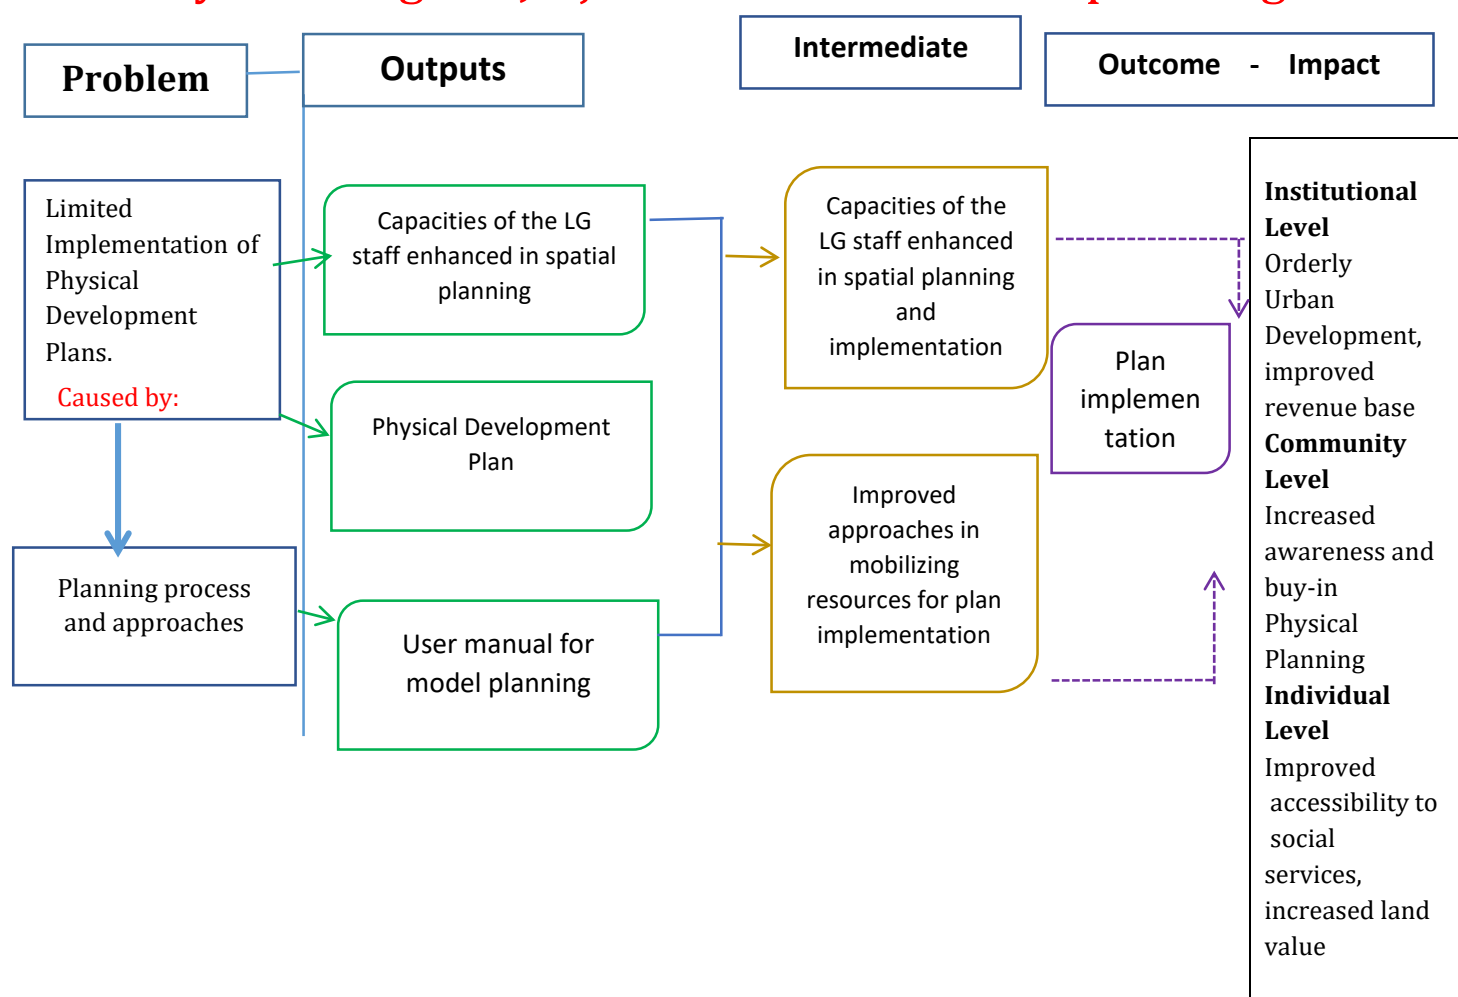 Problem
Outputs
Intermediate
Outcome - Impact
Limited
Implementation of
Physical
Development
Plans.
Caused by:
Planning process
and approaches
Capacities of the LG
staff enhanced in spatial
planning
Physical Development
Plan
User manual for
model planning
Capacities of the
LG staff enhanced
in spatial planning
and
implementation
Improved
approaches in
mobilizing
resources for plan
implementation
Plan
implemen
tation
Institutional
Level
Orderly
Urban
Development,
improved
revenue base
Community
Level
Increased
awareness and
buy-in
Physical
Planning
Individual
Level
Improved
accessibility to
social
services,
increased land
value